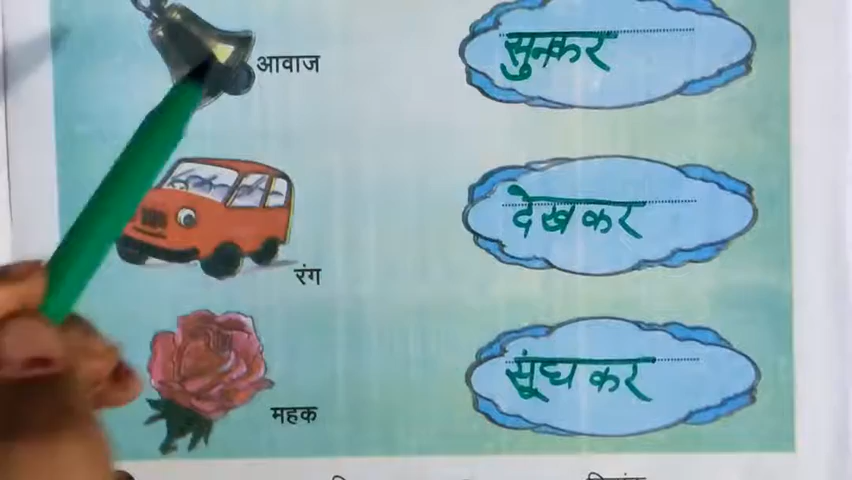 आवाज
सुनकर
रंग
देखकर
महक
सूंघ कर